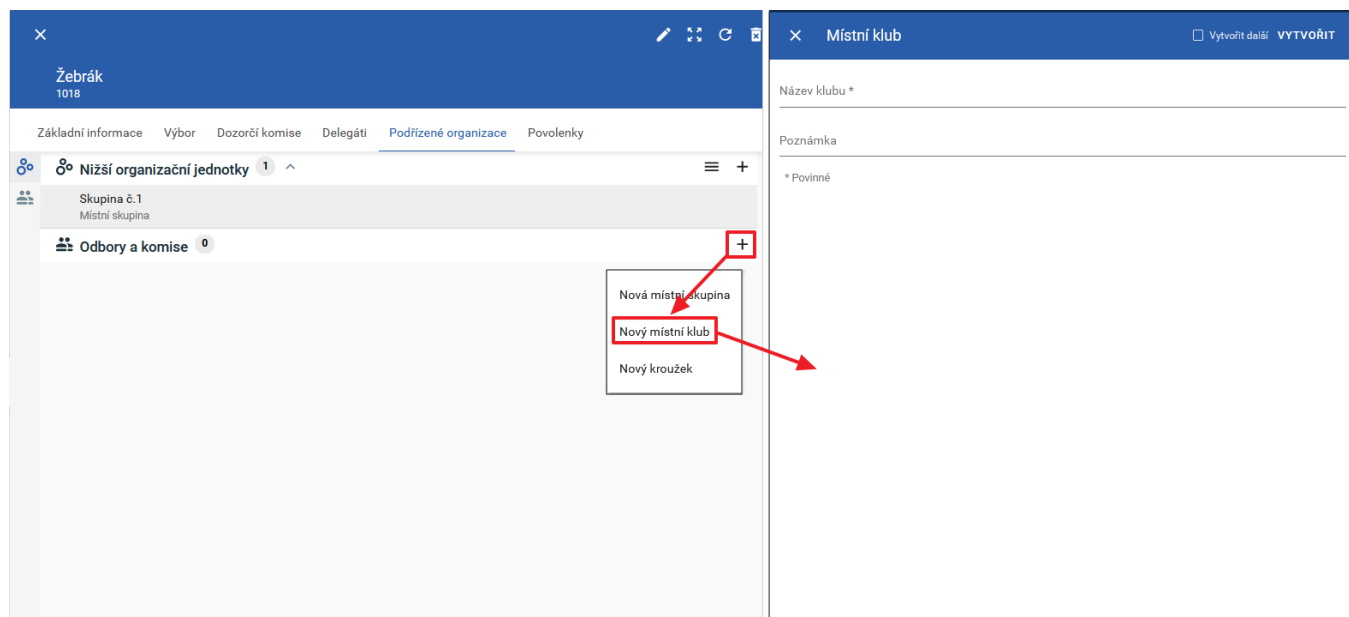 Žebrák
1018
Základní informace Výbor Dozorčí komise Delegáti Podřízené organizace Povolenky
Nižší organizační jednotky 1
Skupina č.1
Místní skupina
Odbory a komise 0
Nová místní skupina
Nový místní klub
Nový kroužek
Místní klub
Vytvořit další VYTVOŘIT
Název klubu *
Poznámka
* Povinné